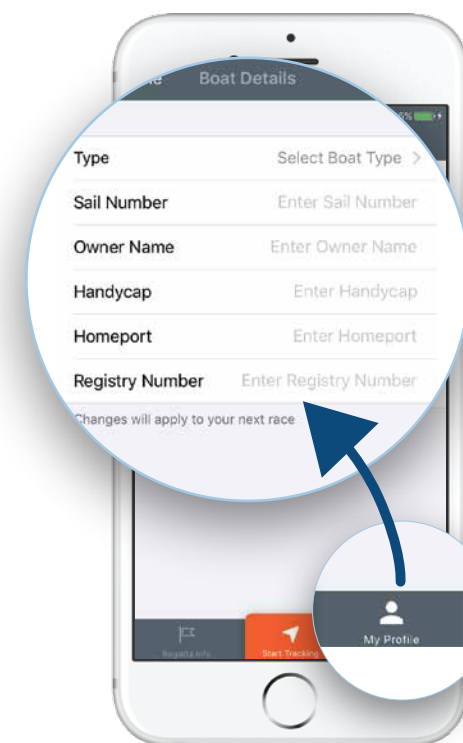 Boat Details
Type Select Boat Type
Sail Number Enter Sail Number
Owner Name Enter Owner Name
Handycap Enter Handycap
Homeport Enter Homeport
Registry Number Enter Registry Number
Changes will apply to your next race
Regatta Info Start Tracking My Profile